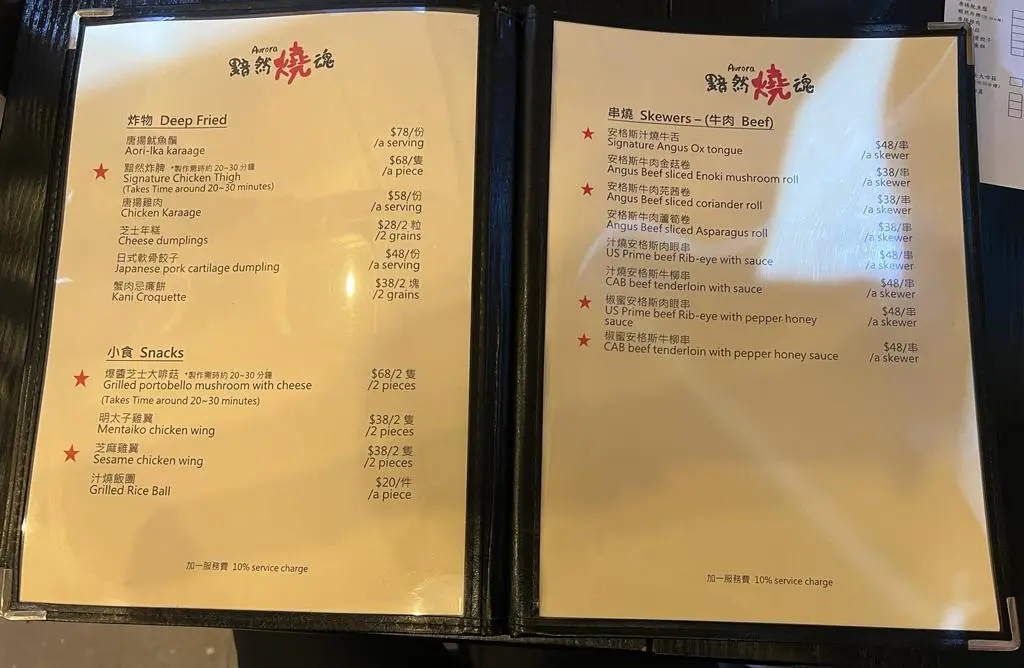 Aurora
黯然燒魂
炸物 Deep Fried
唐揚魷魚鬚 $78/份
Aori-Ika karaage /a serving
★ 黯然炸脾 *製作需時約 20~30 分鐘 $68/隻
Signature Chicken Thigh /a piece
(Takes Time around 20~30 minutes)
唐揚雞肉 $58/份
Chicken Karaage /a serving
芝士年糕 $28/2 粒
Cheese dumplings /2 grains
日式軟骨餃子 $48/份
Japanese pork cartilage dumpling /a serving
蟹肉忌廉餅 $38/2 塊
Kani Croquette /2 grains
小食 Snacks
★ 爆醬芝士大啡菇 *製作需時約 20~30 分鐘 $68/2 隻
Grilled portobello mushroom with cheese /2 pieces
(Takes Time around 20~30 minutes)
明太子雞翼 $38/2 隻
Mentaiko chicken wing /2 pieces
★ 芝麻雞翼 $38/2 隻
Sesame chicken wing /2 pieces
汁燒飯團 $20/件
Grilled Rice Ball /a piece
加一服務費 10% service charge
Aurora
黯然燒魂
串燒 Skewers – (牛肉 Beef)
★ 安格斯汁燒牛舌 $48/串
Signature Angus Ox tongue /a skewer
安格斯牛肉金菇卷 $38/串
Angus Beef sliced Enoki mushroom roll /a skewer
★ 安格斯牛肉芫茜卷 $38/串
Angus Beef sliced coriander roll /a skewer
安格斯牛肉蘆筍卷 $38/串
Angus Beef sliced Asparagus roll /a skewer
汁燒安格斯肉眼串 $48/串
US Prime beef Rib-eye with sauce /a skewer
汁燒安格斯牛柳串 $48/串
CAB beef tenderloin with sauce /a skewer
★ 椒蜜安格斯肉眼串 $48/串
US Prime beef Rib-eye with pepper honey /a skewer
sauce
★ 椒蜜安格斯牛柳串 $48/串
CAB beef tenderloin with pepper honey sauce /a skewer
加一服務費 10% service charge